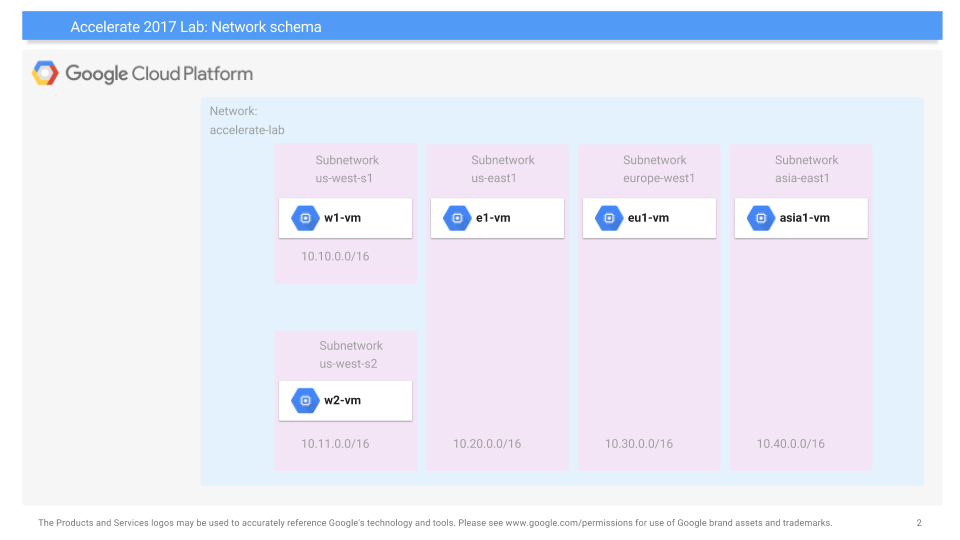 Accelerate 2017 Lab: Network schema
Google Cloud Platform
Network:
accelerate-lab
Subnetwork
us-west-s1
w1-vm
10.10.0.0/16
Subnetwork
us-west-s2
w2-vm
10.11.0.0/16
Subnetwork
us-east1
e1-vm
10.20.0.0/16
Subnetwork
europe-west1
eu1-vm
10.30.0.0/16
Subnetwork
asia-east1
asia1-vm
10.40.0.0/16
The Products and Services logos may be used to accurately reference Google's technology and tools. Please see www.google.com/permissions for use of Google brand assets and trademarks.
2